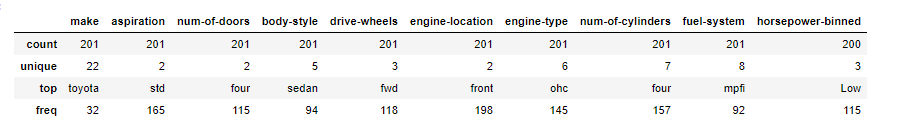 make aspiration num-of-doors body-style drive-wheels engine-location engine-type num-of-cylinders fuel-system horsepower-binned
count 201 201 201 201 201 201 201 201 201 200
unique 22 2 2 5 3 2 6 7 8 3
top toyota std four sedan fwd front ohc four mpfi Low
freq 32 165 115 94 118 198 145 157 92 115